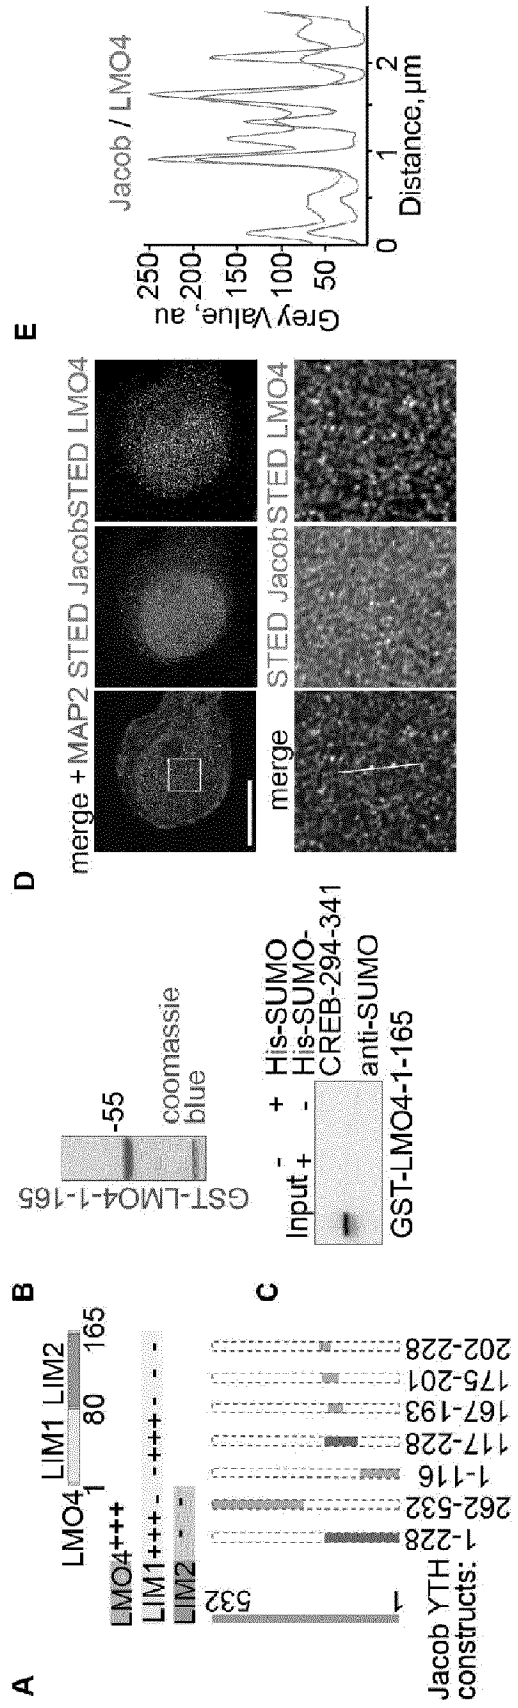 A
LMO4
LIM1 LIM2
1 80 165
LMO4 +++
LIM1 +++ - - +++ - -
LIM2 - -
532
1
Jacob YTH
constructs:
1-228
262-532
1-116
117-228
167-193
175-201
202-228
B
GST-LMO4-1-165
-55
coomassie
blue
C
Input - + His-SUMO
+ - His-SUMO-
CREB-294-341
anti-SUMO
GST-LMO4-1-165
D
merge + MAP2 STED Jacob STED LMO4
merge STED Jacob STED LMO4
E
Jacob / LMO4
Grey Value, au
250
200
150
100
50
0 1 2
Distance, µm